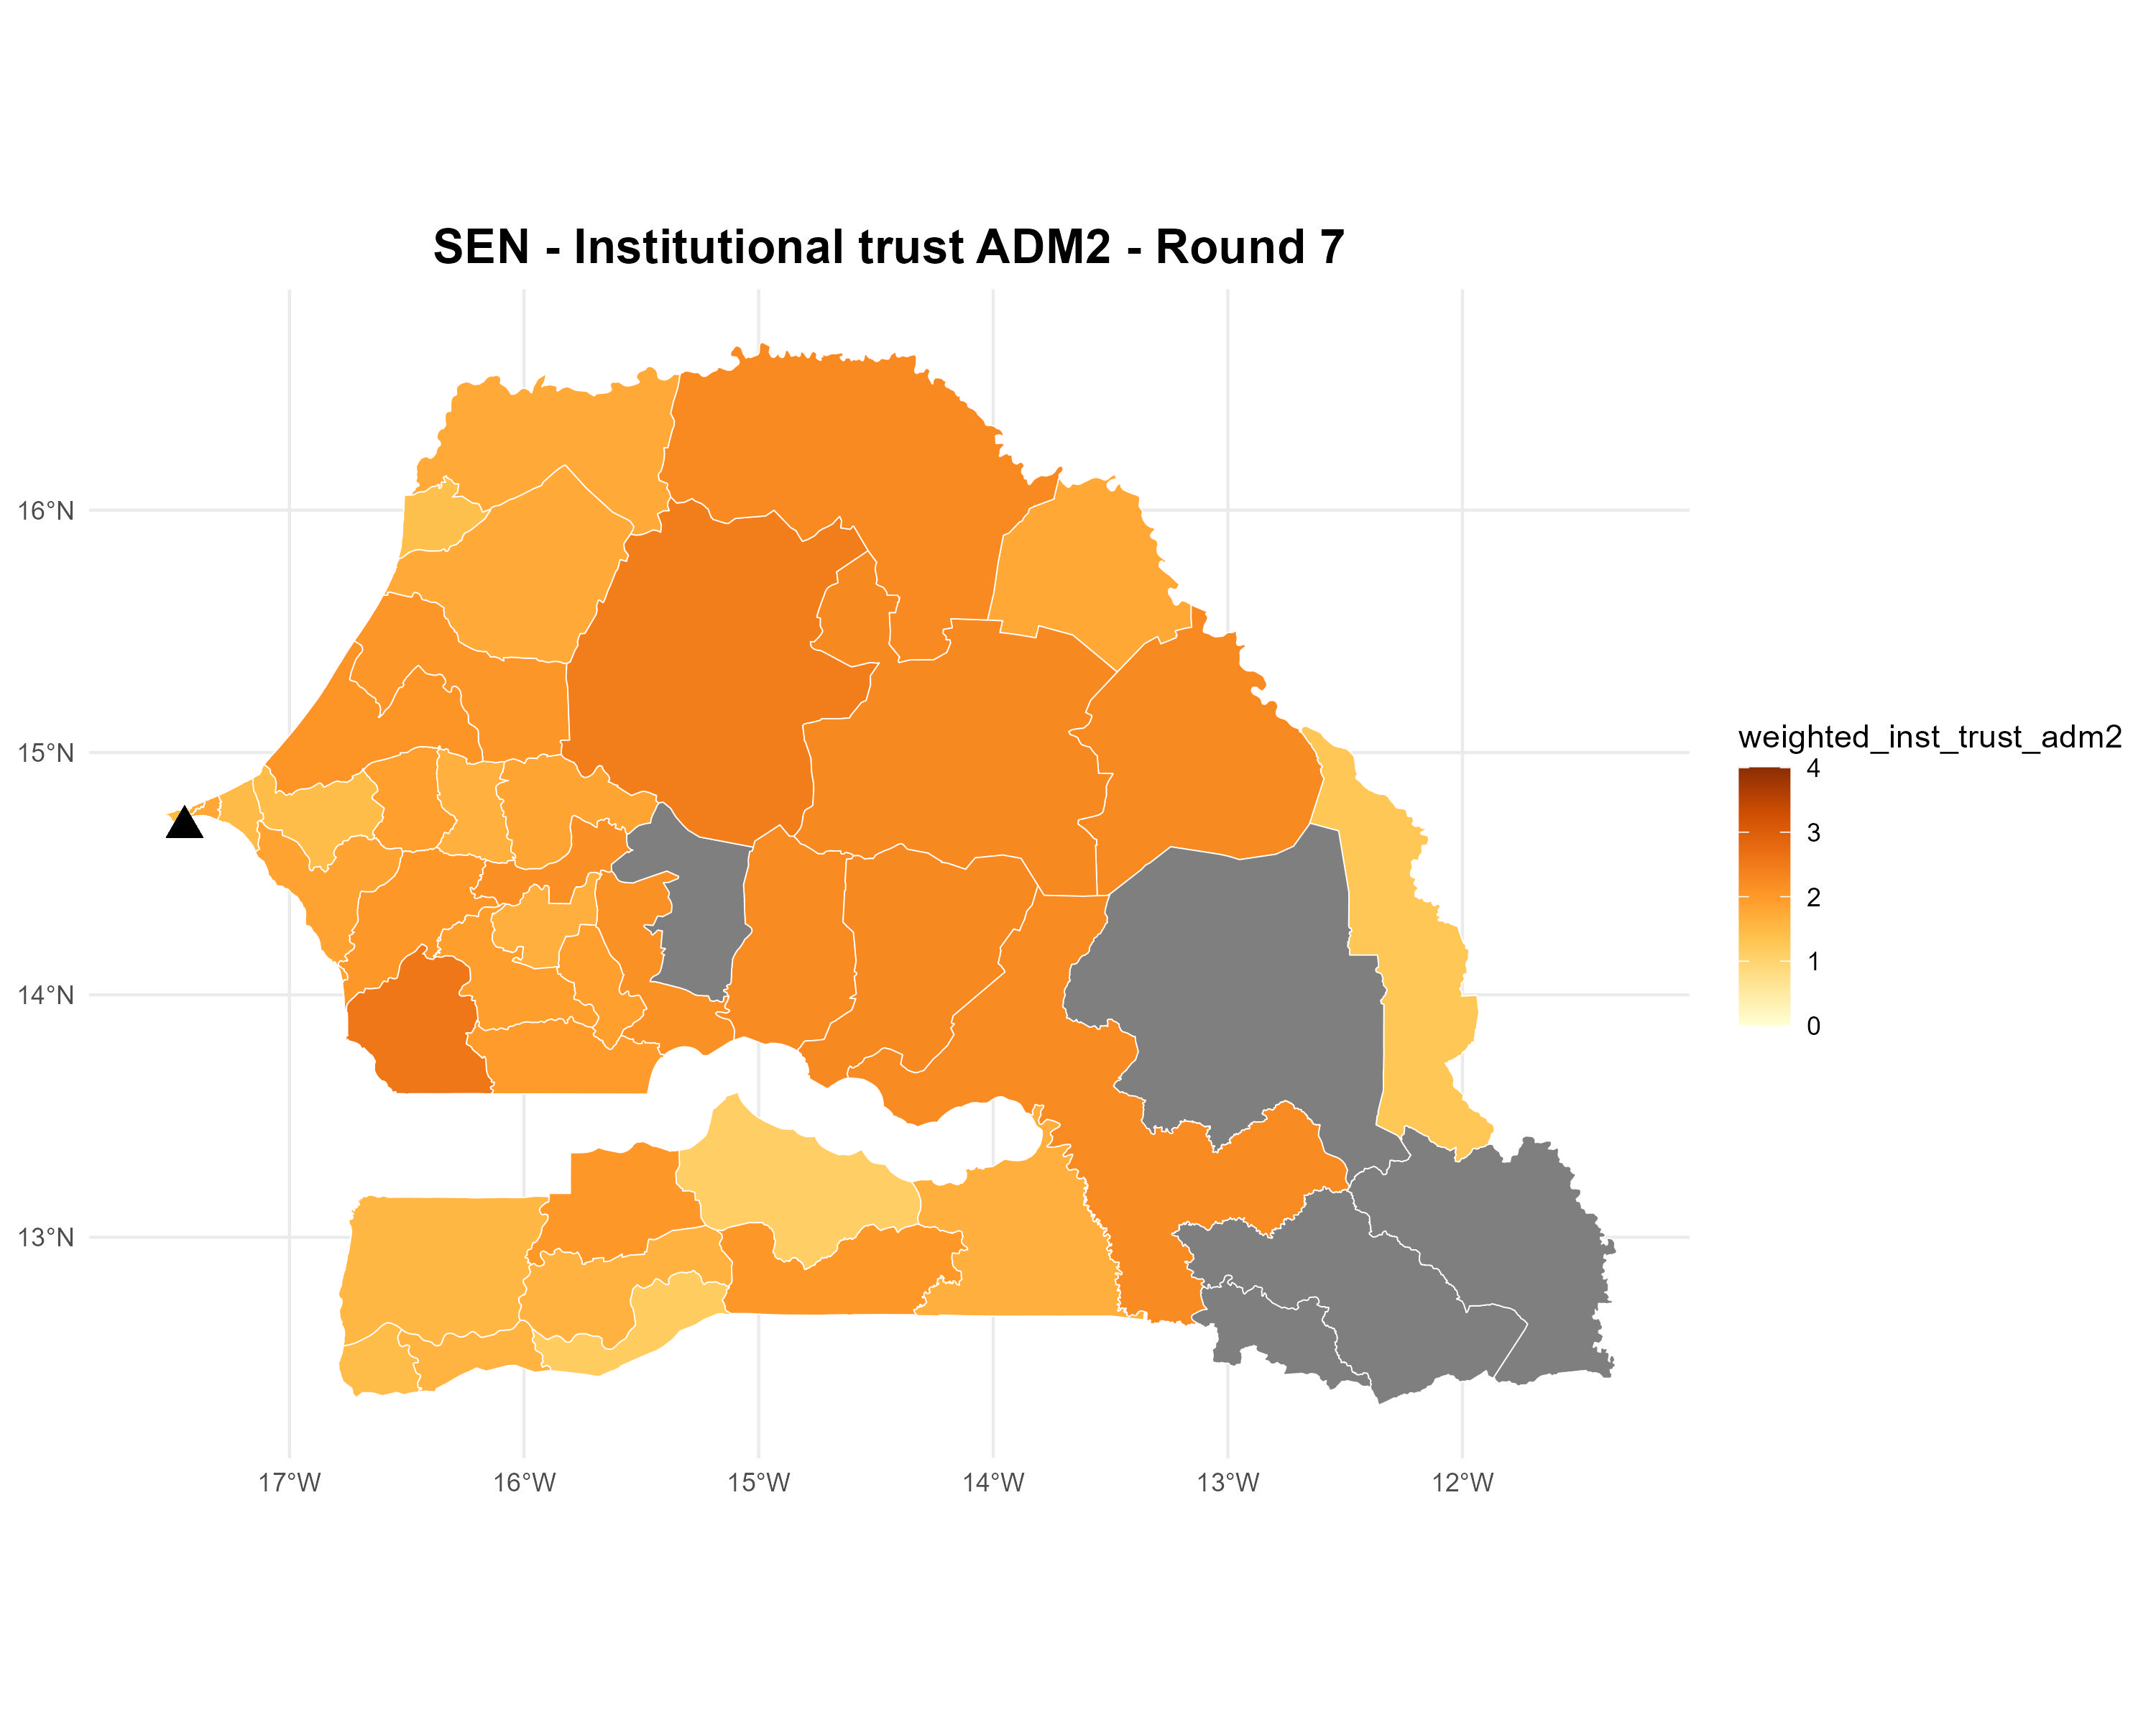 SEN - Institutional trust ADM2 - Round 7
16°N
15°N
14°N
13°N
17°W
16°W
15°W
14°W
13°W
12°W
weighted_inst_trust_adm2
4
3
2
1
0